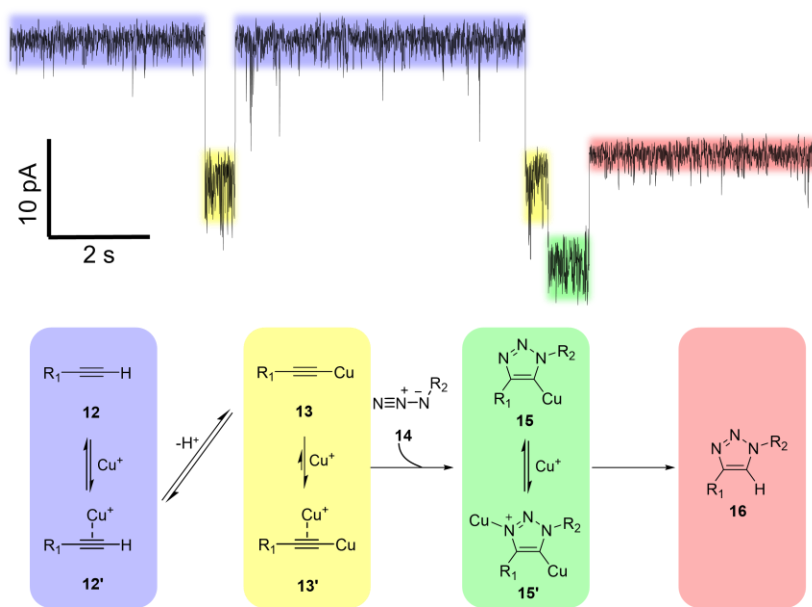 10 pA
2 s
R1 H
12
Cu+
Cu+
R1 H
12'
-H+
R1 Cu
13
Cu+
Cu+
R1 Cu
13'
R2
N≡N+–N−
14
N N N R2
R1 Cu
15
Cu+
Cu N+ N N R2
R1 Cu
15'
N N N R2
R1 H
16